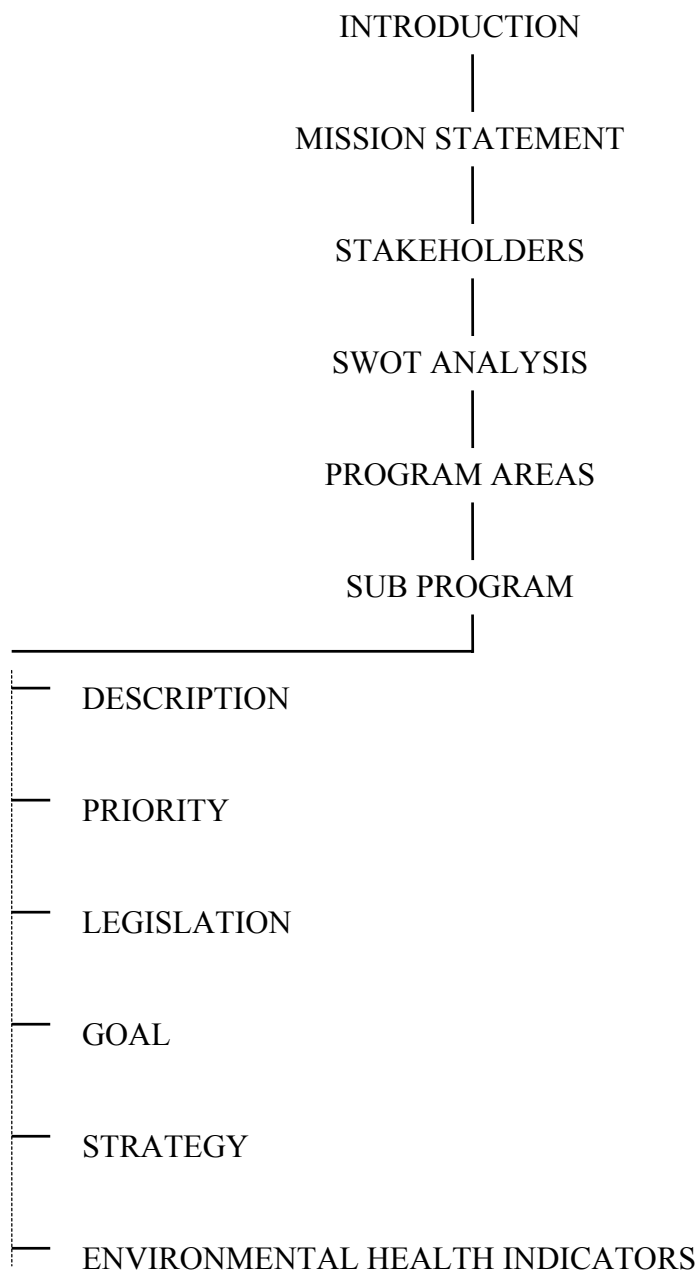 INTRODUCTION
MISSION STATEMENT
STAKEHOLDERS
SWOT ANALYSIS
PROGRAM AREAS
SUB PROGRAM
DESCRIPTION
PRIORITY
LEGISLATION
GOAL
STRATEGY
ENVIRONMENTAL HEALTH INDICATORS